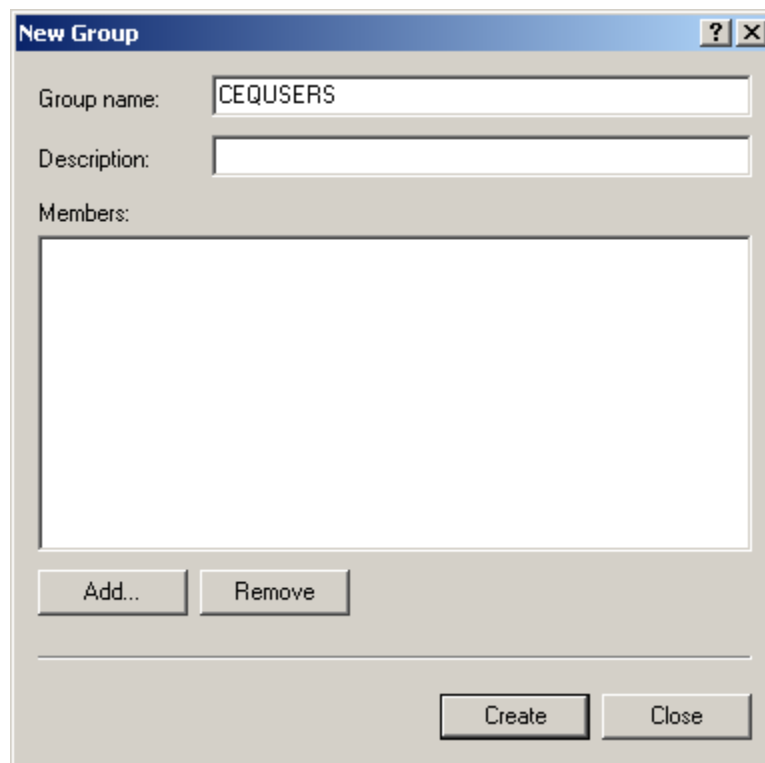 New Group
Group name: CEQUSERS
Description:
Members:
Add... Remove
Create Close